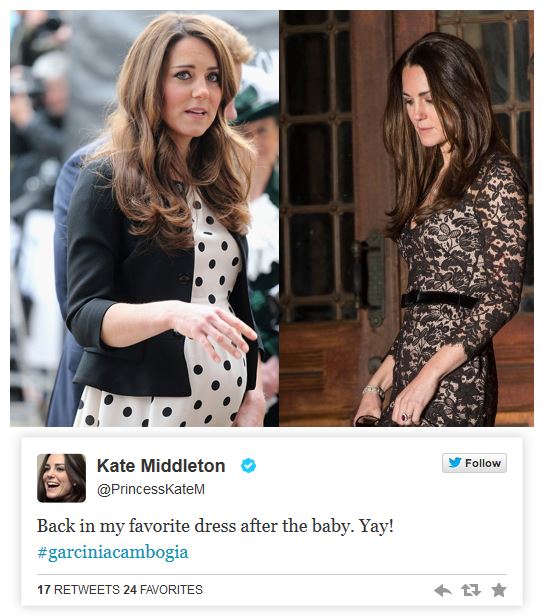 Kate Middleton
Follow
@PrincessKateM
Back in my favorite dress after the baby. Yay!
#garciniacambogia
17 RETWEETS 24 FAVORITES